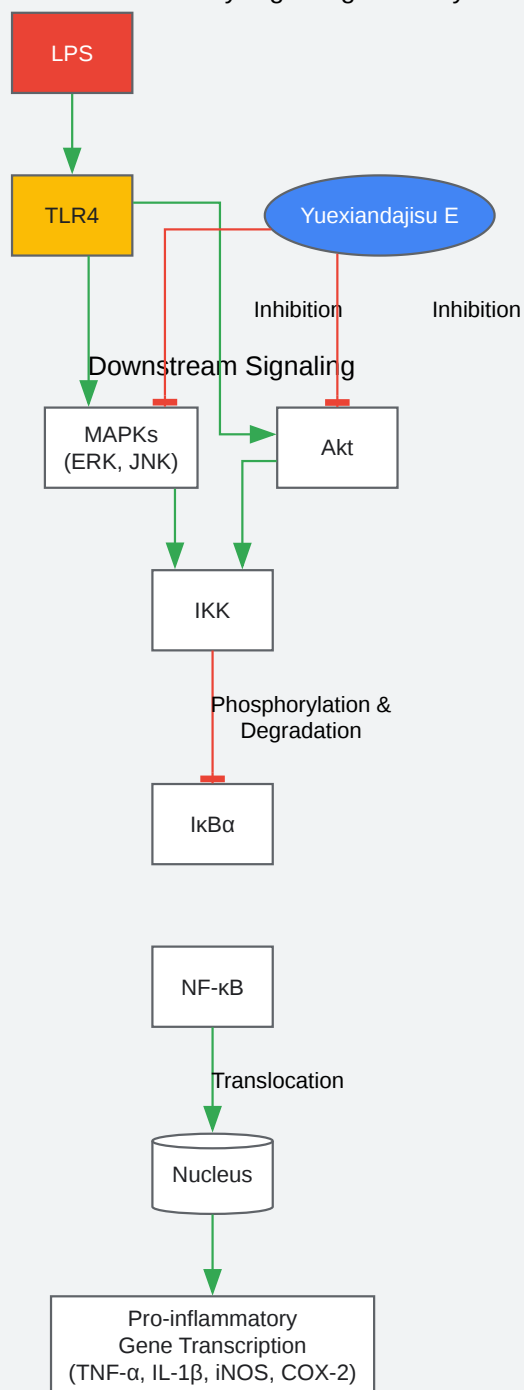 LPS
TLR4
Yuexiandajisu E
Inhibition
Inhibition
Downstream Signaling
MAPKs
(ERK, JNK)
Akt
IKK
Phosphorylation &
Degradation
IκBα
NF-κB
Translocation
Nucleus
Pro-inflammatory
Gene Transcription
(TNF-α, IL-1β, iNOS, COX-2)